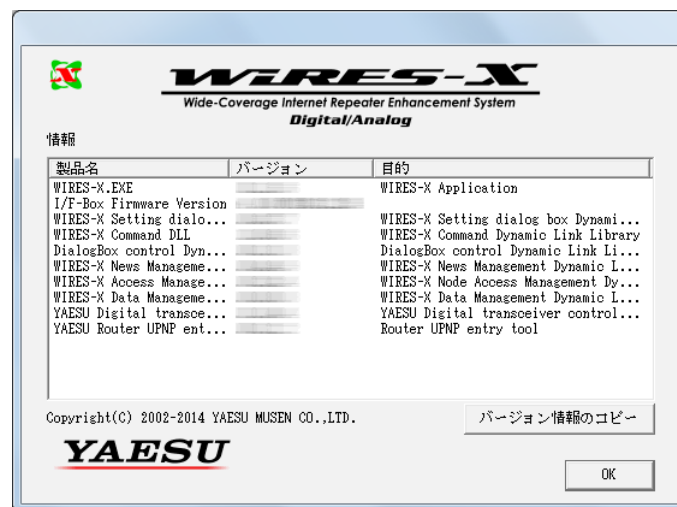 WiRES-X
Wide-Coverage Internet Repeater Enhancement System
Digital/Analog
情報
製品名 バージョン 目的
WIRES-X.EXE WIRES-X Application
I/F-Box Firmware Version
WIRES-X Setting dialo... WIRES-X Setting dialog box Dynami...
WIRES-X Command DLL WIRES-X Command Dynamic Link Library
DialogBox control Dyn... DialogBox control Dynamic Link Li...
WIRES-X News Manageme... WIRES-X News Management Dynamic L...
WIRES-X Access Manage... WIRES-X Node Access Management Dy...
WIRES-X Data Manageme... WIRES-X Data Management Dynamic L...
YAESU Digital transce... YAESU Digital transceiver control...
YAESU Router UPNP ent... Router UPNP entry tool
Copyright(C) 2002-2014 YAESU MUSEN CO.,LTD.
バージョン情報のコピー
YAESU
OK